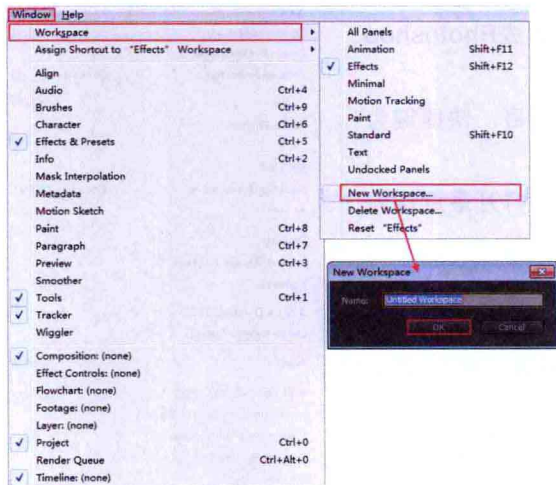 Window Help
Workspace
Assign Shortcut to "Effects" Workspace
Align
Audio Ctrl+4
Brushes Ctrl+9
Character Ctrl+6
Effects & Presets Ctrl+5
Info Ctrl+2
Mask Interpolation
Metadata
Motion Sketch
Paint Ctrl+8
Paragraph Ctrl+7
Preview Ctrl+3
Smoother
Tools Ctrl+1
Tracker
Wiggler
Composition: (none)
Effect Controls: (none)
Flowchart: (none)
Footage: (none)
Layer: (none)
Project Ctrl+0
Render Queue Ctrl+Alt+0
Timeline: (none)
All Panels
Animation Shift+F11
Effects Shift+F12
Minimal
Motion Tracking
Paint
Standard Shift+F10
Text
Undocked Panels
New Workspace...
Delete Workspace...
Reset "Effects"
New Workspace
Name: Untitled Workspace
OK Cancel